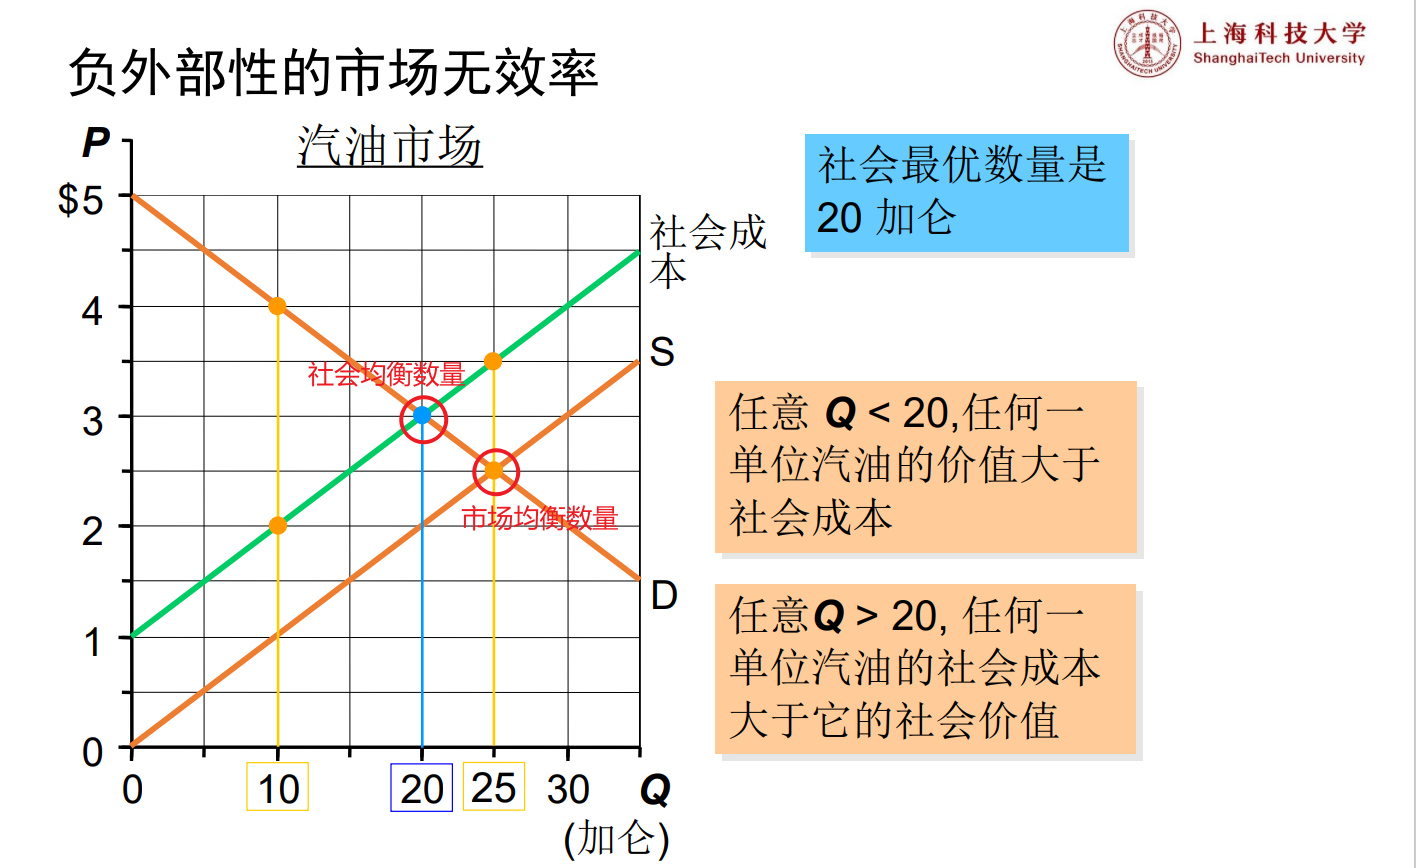 负外部性的市场无效率
上海科技大学
ShanghaiTech University
汽油市场
P
$5
4
3
2
1
0
社会成
本
S
D
社会均衡数量
市场均衡数量
0
10
20
25
30
Q
(加仑)
社会最优数量是
20 加仑
任意 Q < 20,任何一
单位汽油的价值大于
社会成本
任意Q > 20, 任何一
单位汽油的社会成本
大于它的社会价值